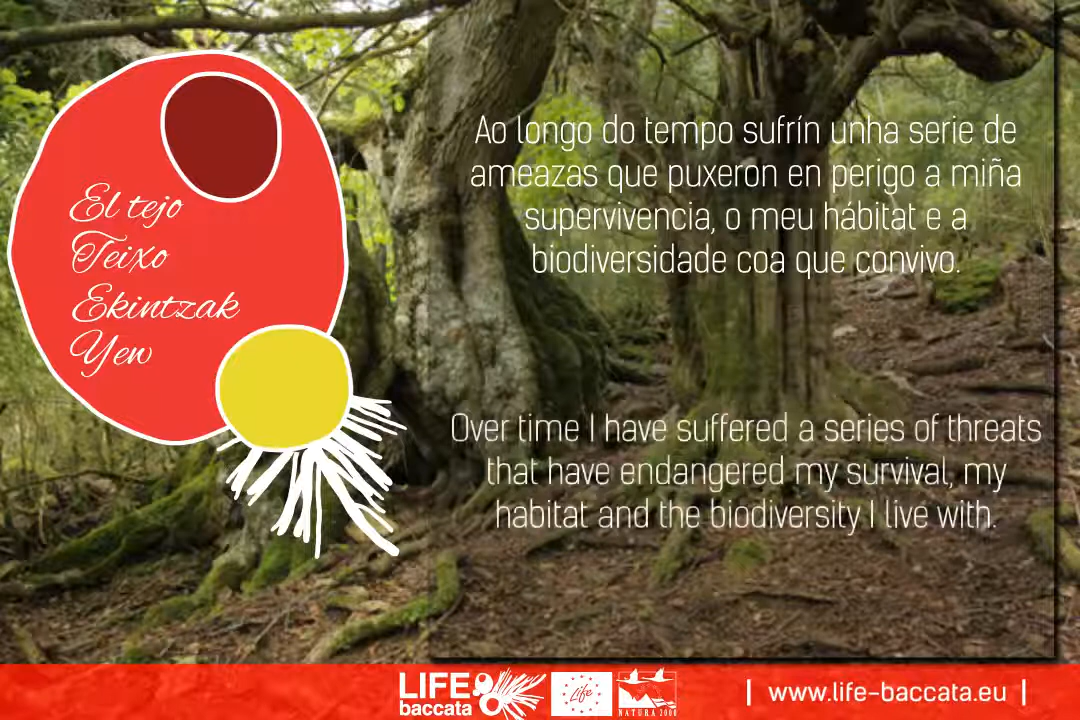 El tejo
Teixo
Ekintzak
Yew
Ao longo do tempo sufrín unha serie de
ameazas que puxeron en perigo a miña
supervivencia, o meu hábitat e a
biodiversidade coa que convivo.
Over time I have suffered a series of threats
that have endangered my survival, my
habitat and the biodiversity I live with.
LIFE
baccata
Life
NATURA 2000
| www.life-baccata.eu |